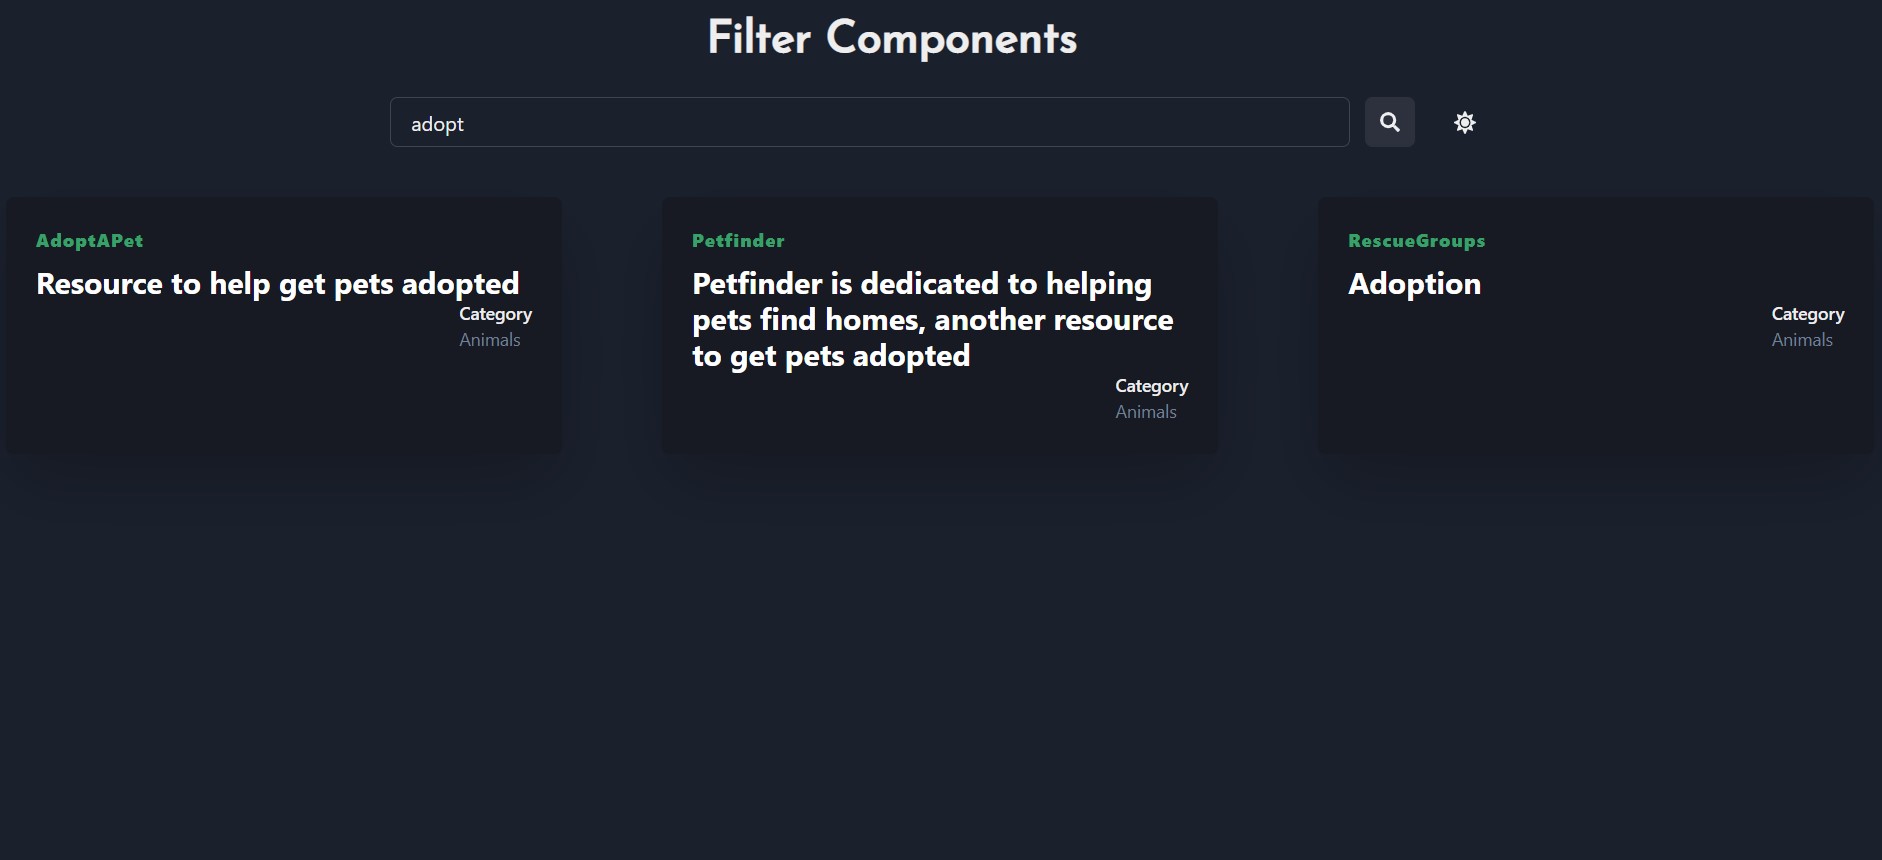 Filter Components
adopt
AdoptAPet
Resource to help get pets adopted
Category
Animals
Petfinder
Petfinder is dedicated to helping
pets find homes, another resource
to get pets adopted
Category
Animals
RescueGroups
Adoption
Category
Animals